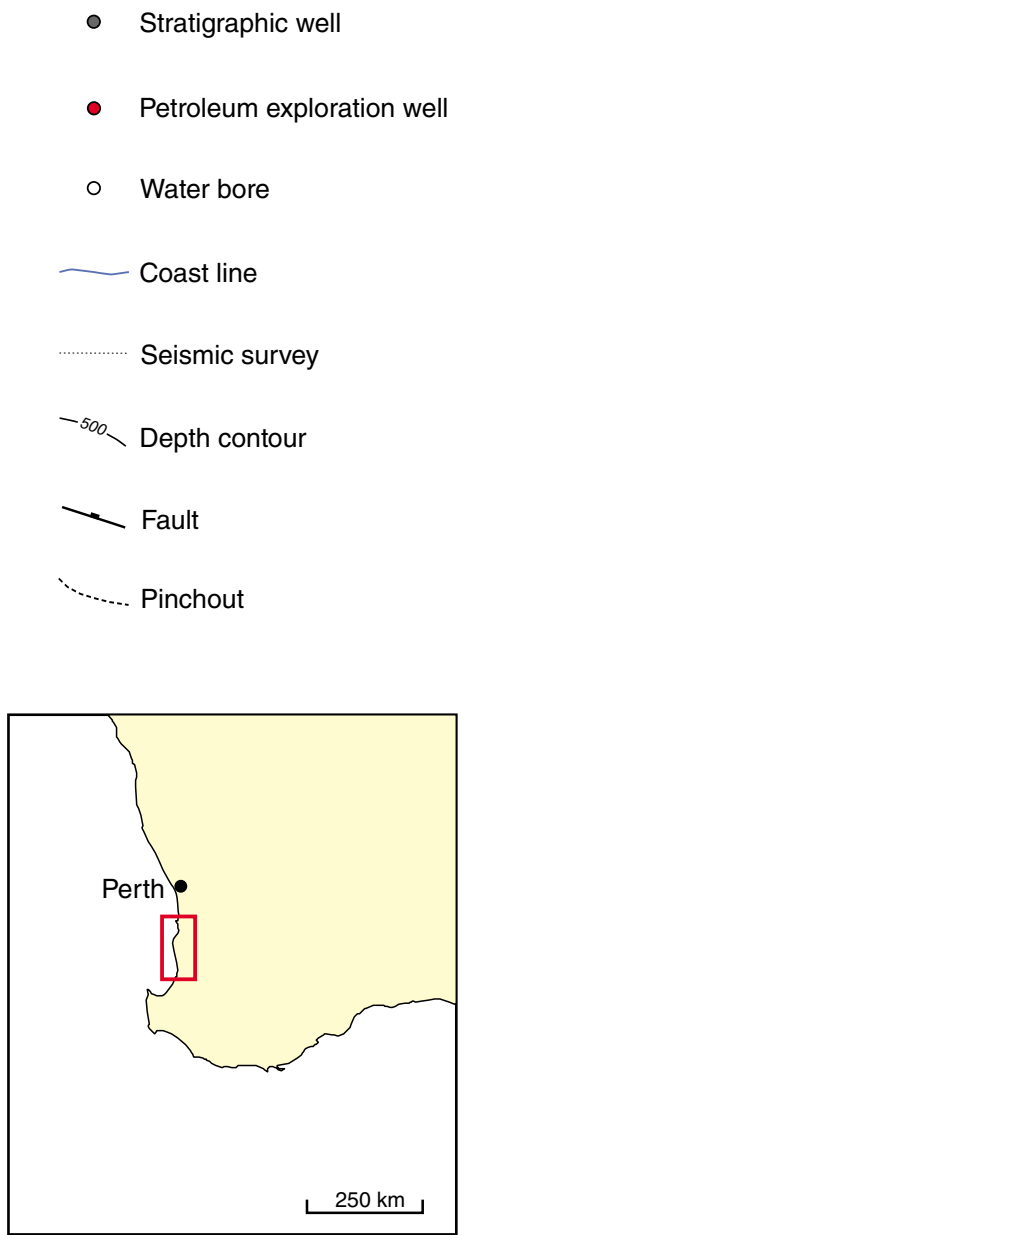 Stratigraphic well
Petroleum exploration well
Water bore
Coast line
Seismic survey
500
Depth contour
Fault
Pinchout
Perth
250 km